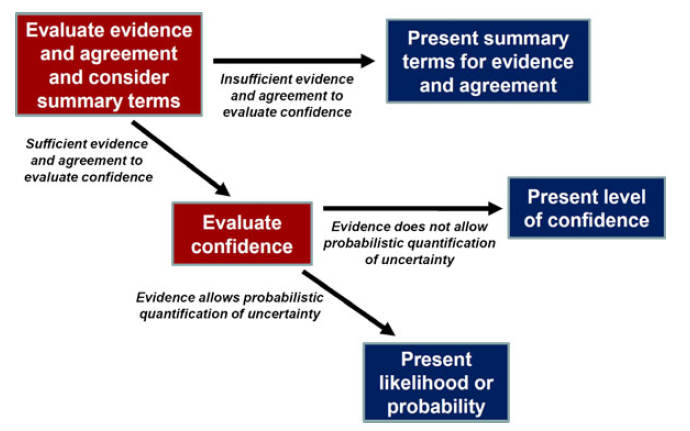 Evaluate evidence
and agreement
and consider
summary terms
Insufficient evidence
and agreement to
evaluate confidence
Present summary
terms for evidence
and agreement
Sufficient evidence
and agreement to
evaluate confidence
Evaluate
confidence
Evidence does not allow
probabilistic quantification
of uncertainty
Present level
of confidence
Evidence allows probabilistic
quantification of uncertainty
Present
likelihood or
probability